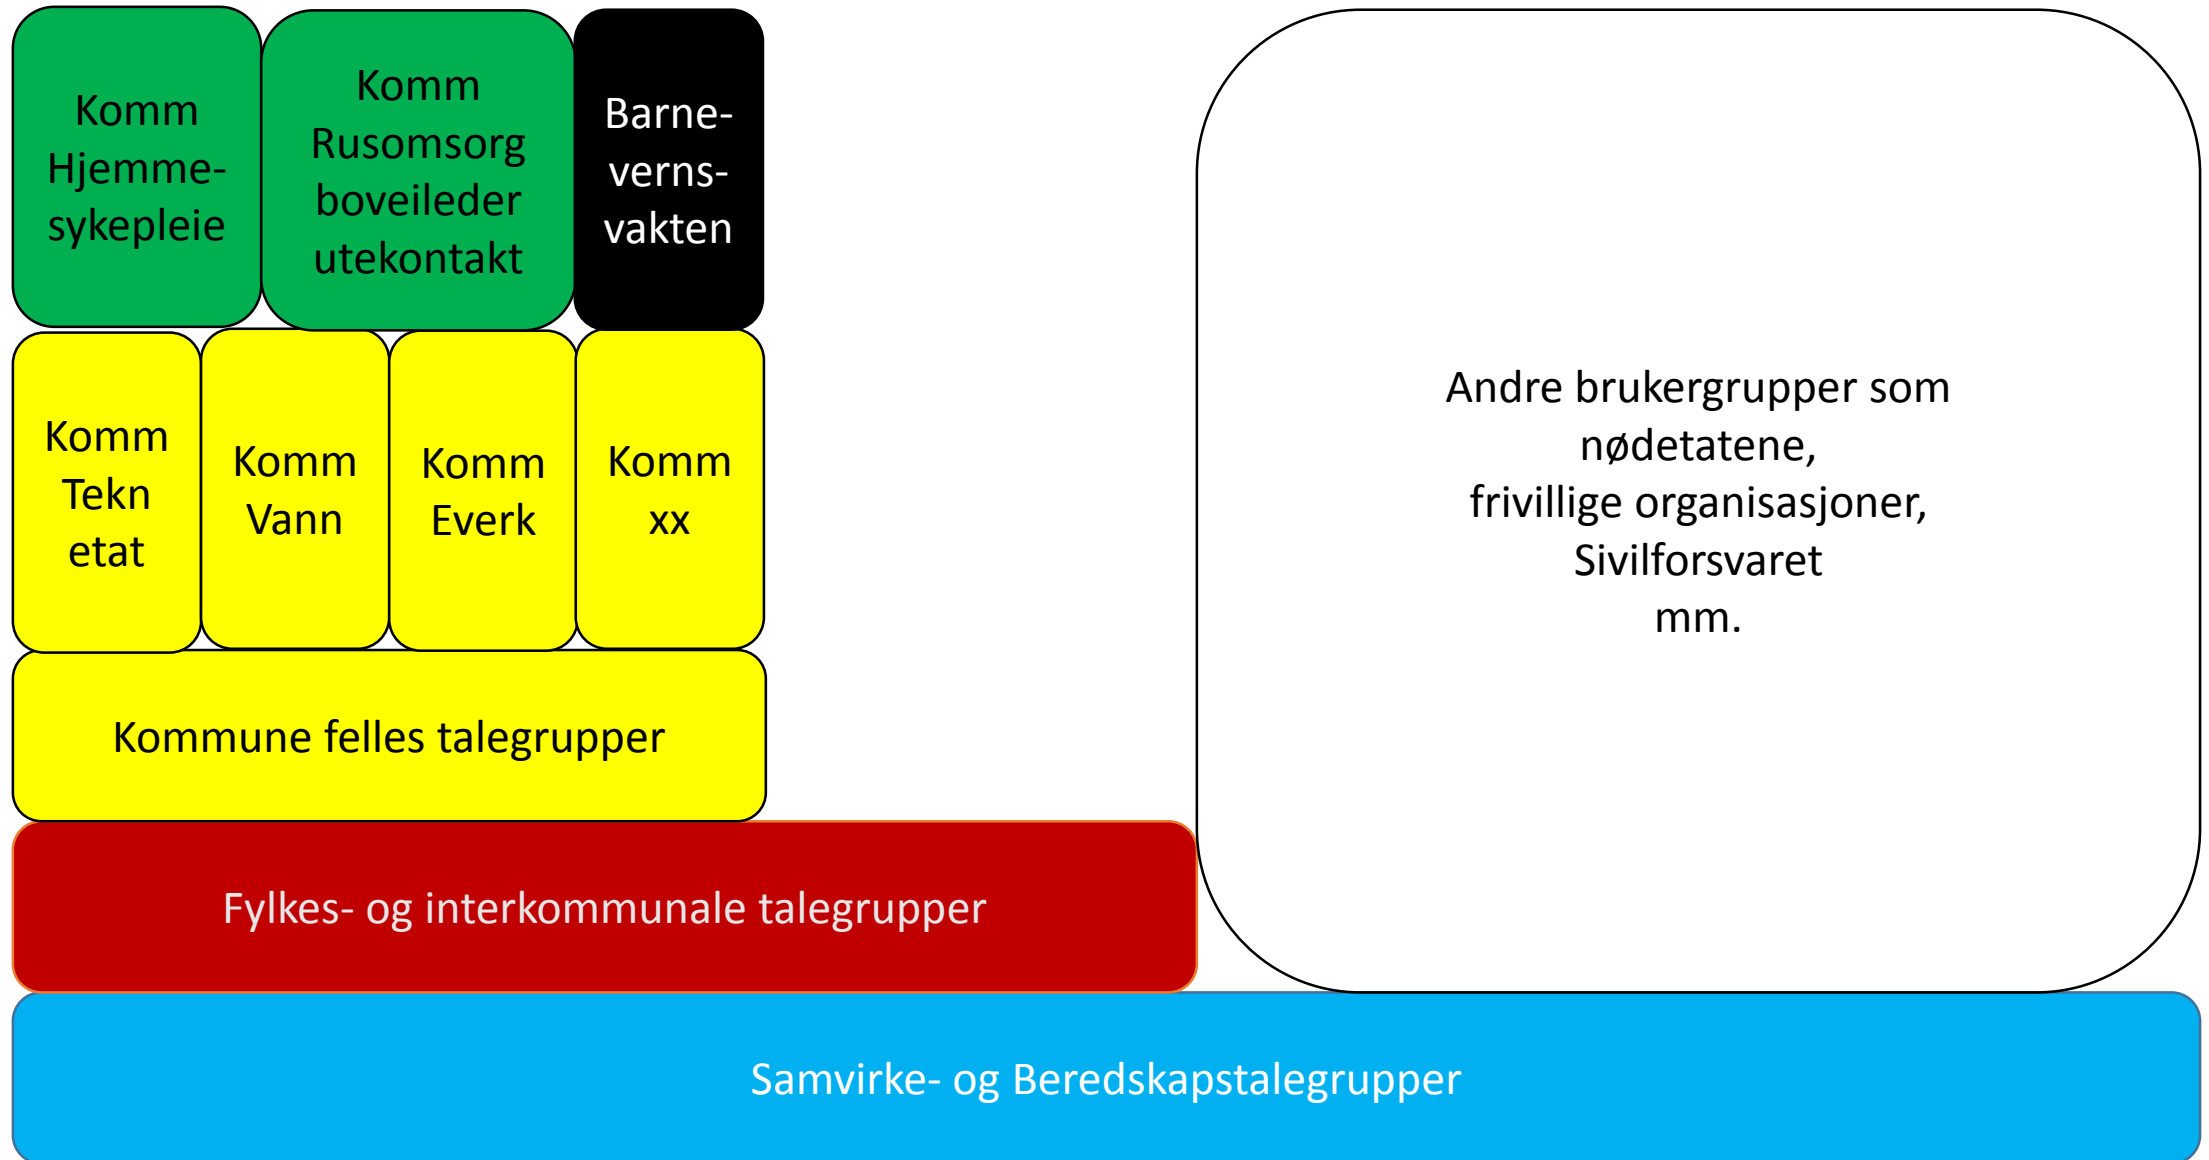 Komm
Hjemme-
sykepleie
Komm
Rusomsorg
boveileder
utekontakt
Barne-
verns-
vakten
Komm
Tekn
etat
Komm
Vann
Komm
Everk
Komm
xx
Andre brukergrupper som
nødetatene,
frivillige organisasjoner,
Sivilforsvaret
mm.
Kommune felles talegrupper
Fylkes- og interkommunale talegrupper
Samvirke- og Beredskapstalegrupper